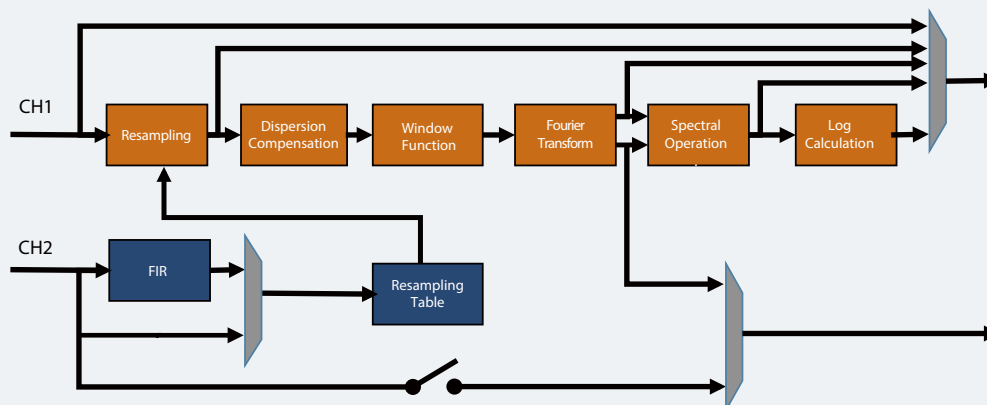 CH1
Resampling
Dispersion
Compensation
Window
Function
Fourier
Transform
Spectral
Operation
Log
Calculation
CH2
FIR
Resampling
Table